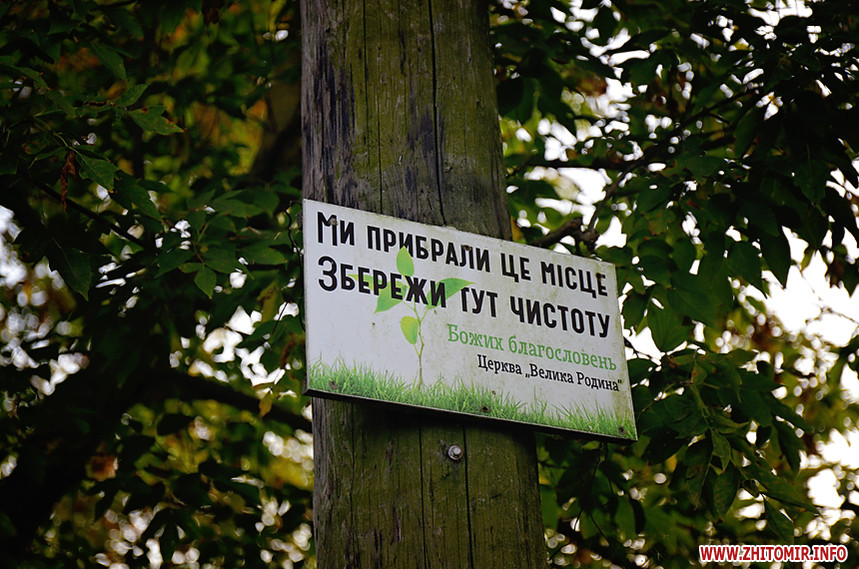 Ми прибрали це місце
Збережи тут чистоту
Божих благословень
Церква „Велика Родина"
WWW.ZHITOMIR.INFO